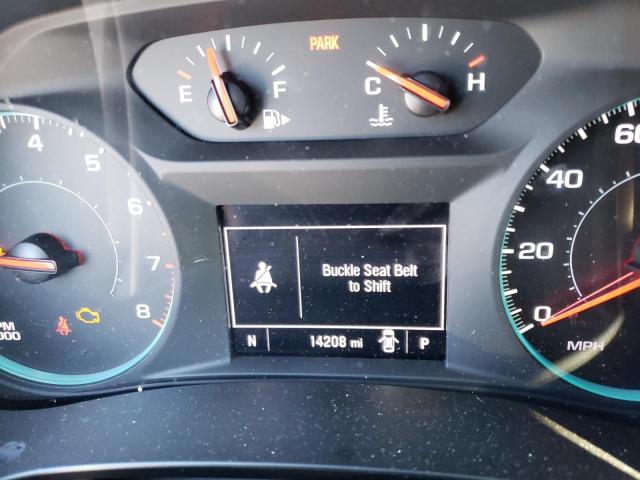 PARK
E F
C H
4
5
6
7
8
60
40
20
0
MPH
Buckle Seat Belt
to Shift
N 14208 mi P